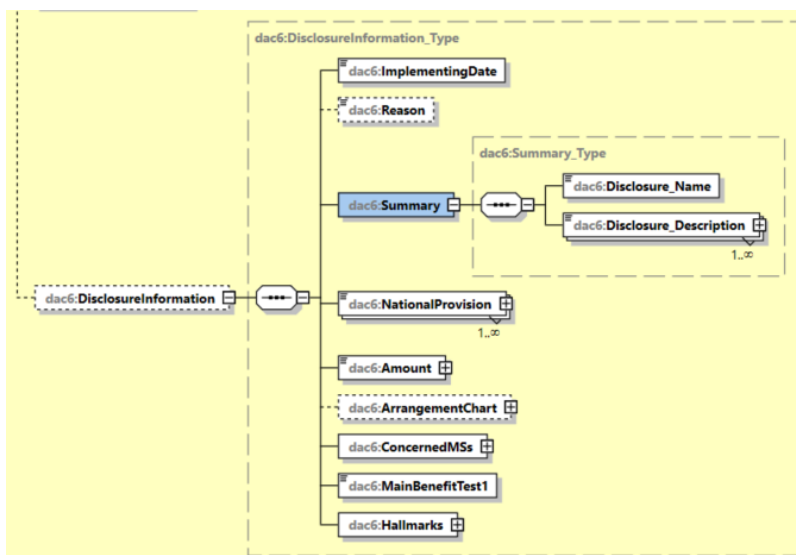 dac6:DisclosureInformation_Type
dac6:ImplementingDate
dac6:Reason
dac6:Summary_Type
dac6:Disclosure_Name
dac6:Summary
dac6:Disclosure_Description
1..∞
dac6:DisclosureInformation
dac6:NationalProvision
1..∞
dac6:Amount
dac6:ArrangementChart
dac6:ConcernedMSs
dac6:MainBenefitTest1
dac6:Hallmarks